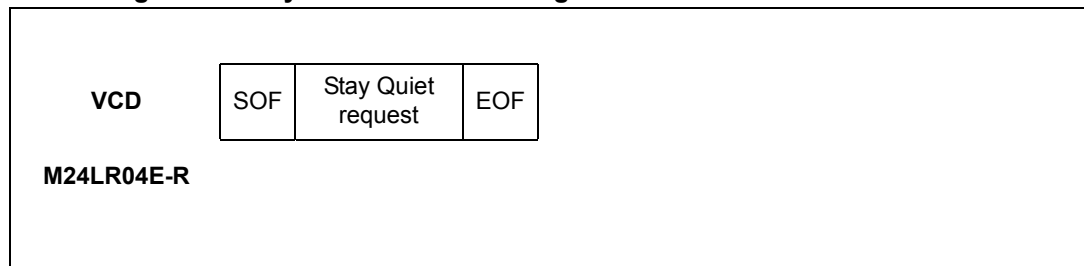 VCD
SOF
Stay Quiet
request
EOF
M24LR04E-R